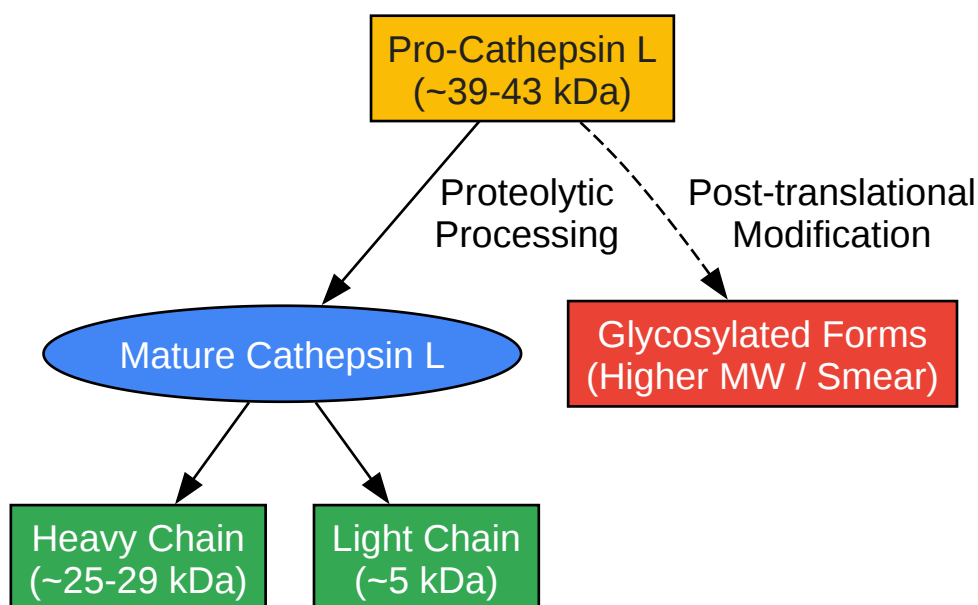 Pro-Cathepsin L
(~39-43 kDa)
Proteolytic
Processing
Post-translational
Modification
Mature Cathepsin L
Glycosylated Forms
(Higher MW / Smear)
Heavy Chain
(~25-29 kDa)
Light Chain
(~5 kDa)